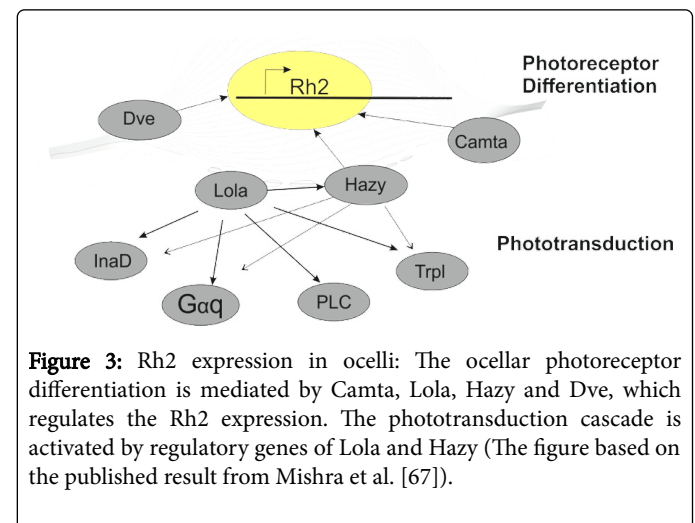 Photoreceptor
Differentiation
Rh2
Dve
Camta
Lola
Hazy
Phototransduction
InaD
Trpl
Gαq
PLC
Figure 3: Rh2 expression in ocelli: The ocellar photoreceptor
differentiation is mediated by Camta, Lola, Hazy and Dve, which
regulates the Rh2 expression. The phototransduction cascade is
activated by regulatory genes of Lola and Hazy (The figure based on
the published result from Mishra et al. [67]).